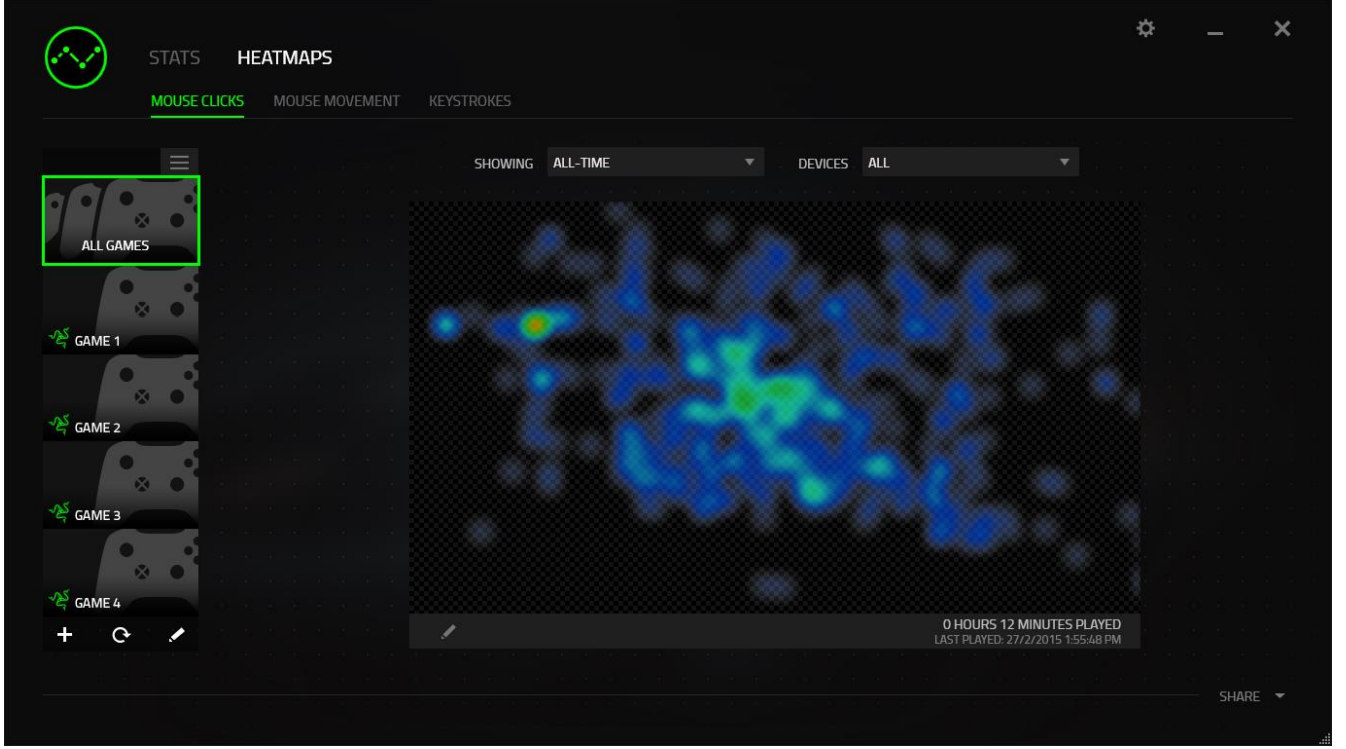 STATS HEATMAPS
MOUSE CLICKS MOUSE MOVEMENT KEYSTROKES
SHOWING ALL-TIME DEVICES ALL
ALL GAMES
GAME 1
GAME 2
GAME 3
GAME 4
0 HOURS 12 MINUTES PLAYED
LAST PLAYED: 27/2/2015 1:55:48 PM
SHARE